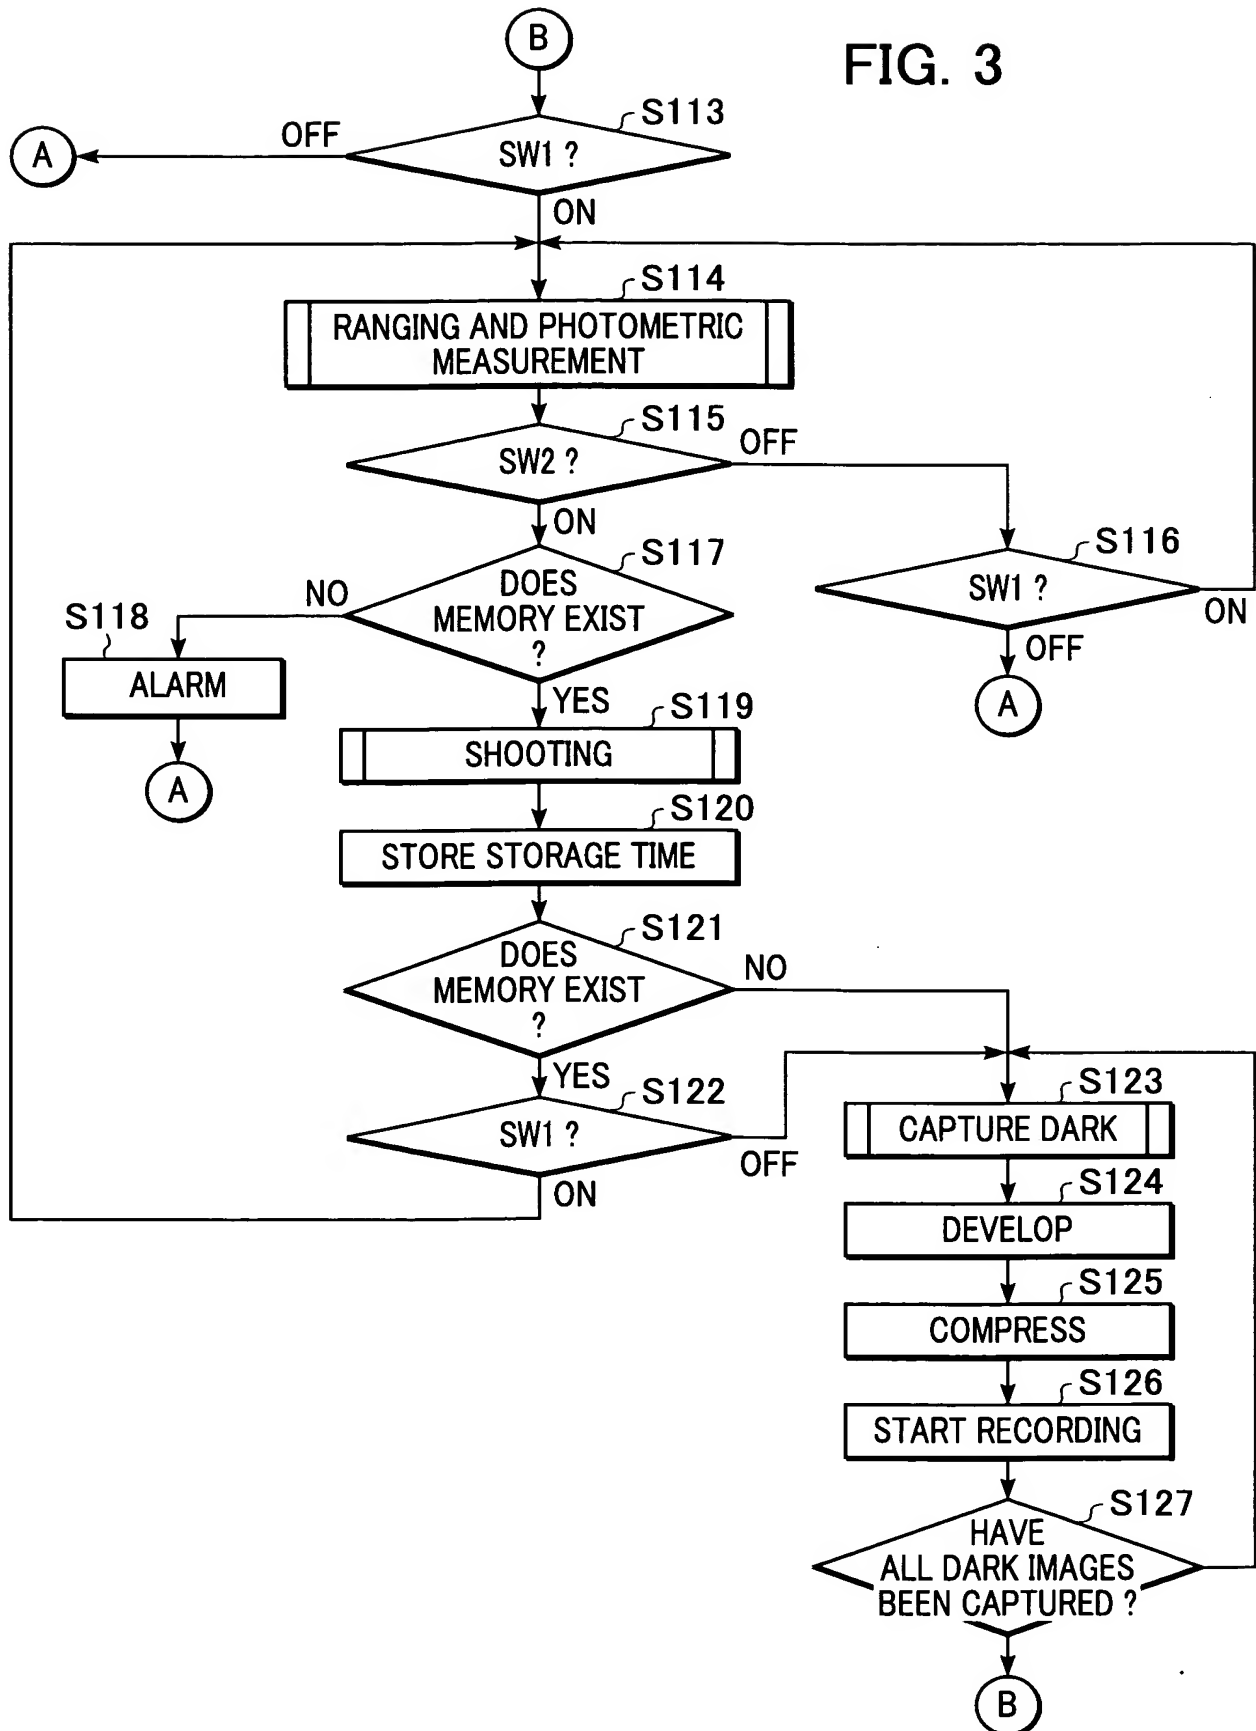 B
FIG. 3
S113
OFF
A
SW1 ?
ON
S114
RANGING AND PHOTOMETRIC
MEASUREMENT
S115
OFF
SW2 ?
ON
S117
S116
DOES
MEMORY EXIST
?
NO
SW1 ?
ON
OFF
A
S118
ALARM
A
YES
S119
SHOOTING
S120
STORE STORAGE TIME
S121
DOES
MEMORY EXIST
?
NO
YES
S122
SW1 ?
OFF
ON
S123
CAPTURE DARK
S124
DEVELOP
S125
COMPRESS
S126
START RECORDING
S127
HAVE
ALL DARK IMAGES
BEEN CAPTURED ?
B